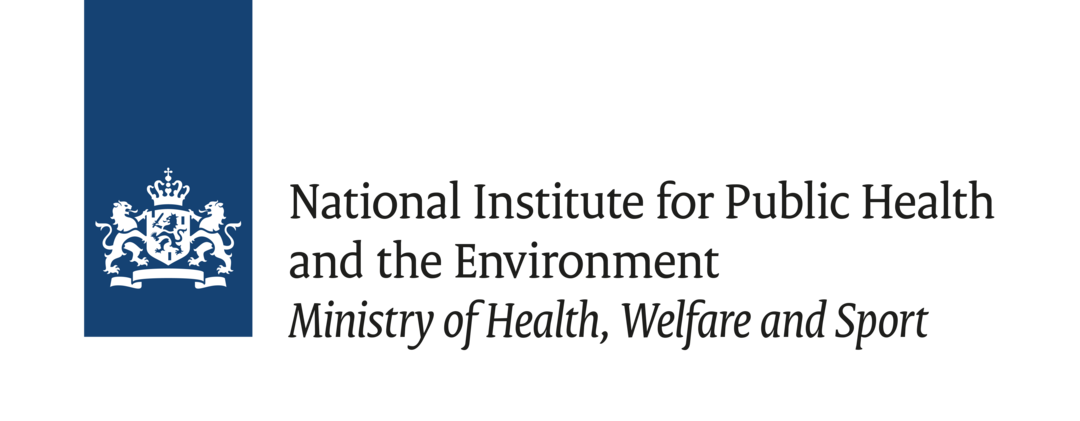 National Institute for Public Health
and the Environment
Ministry of Health, Welfare and Sport